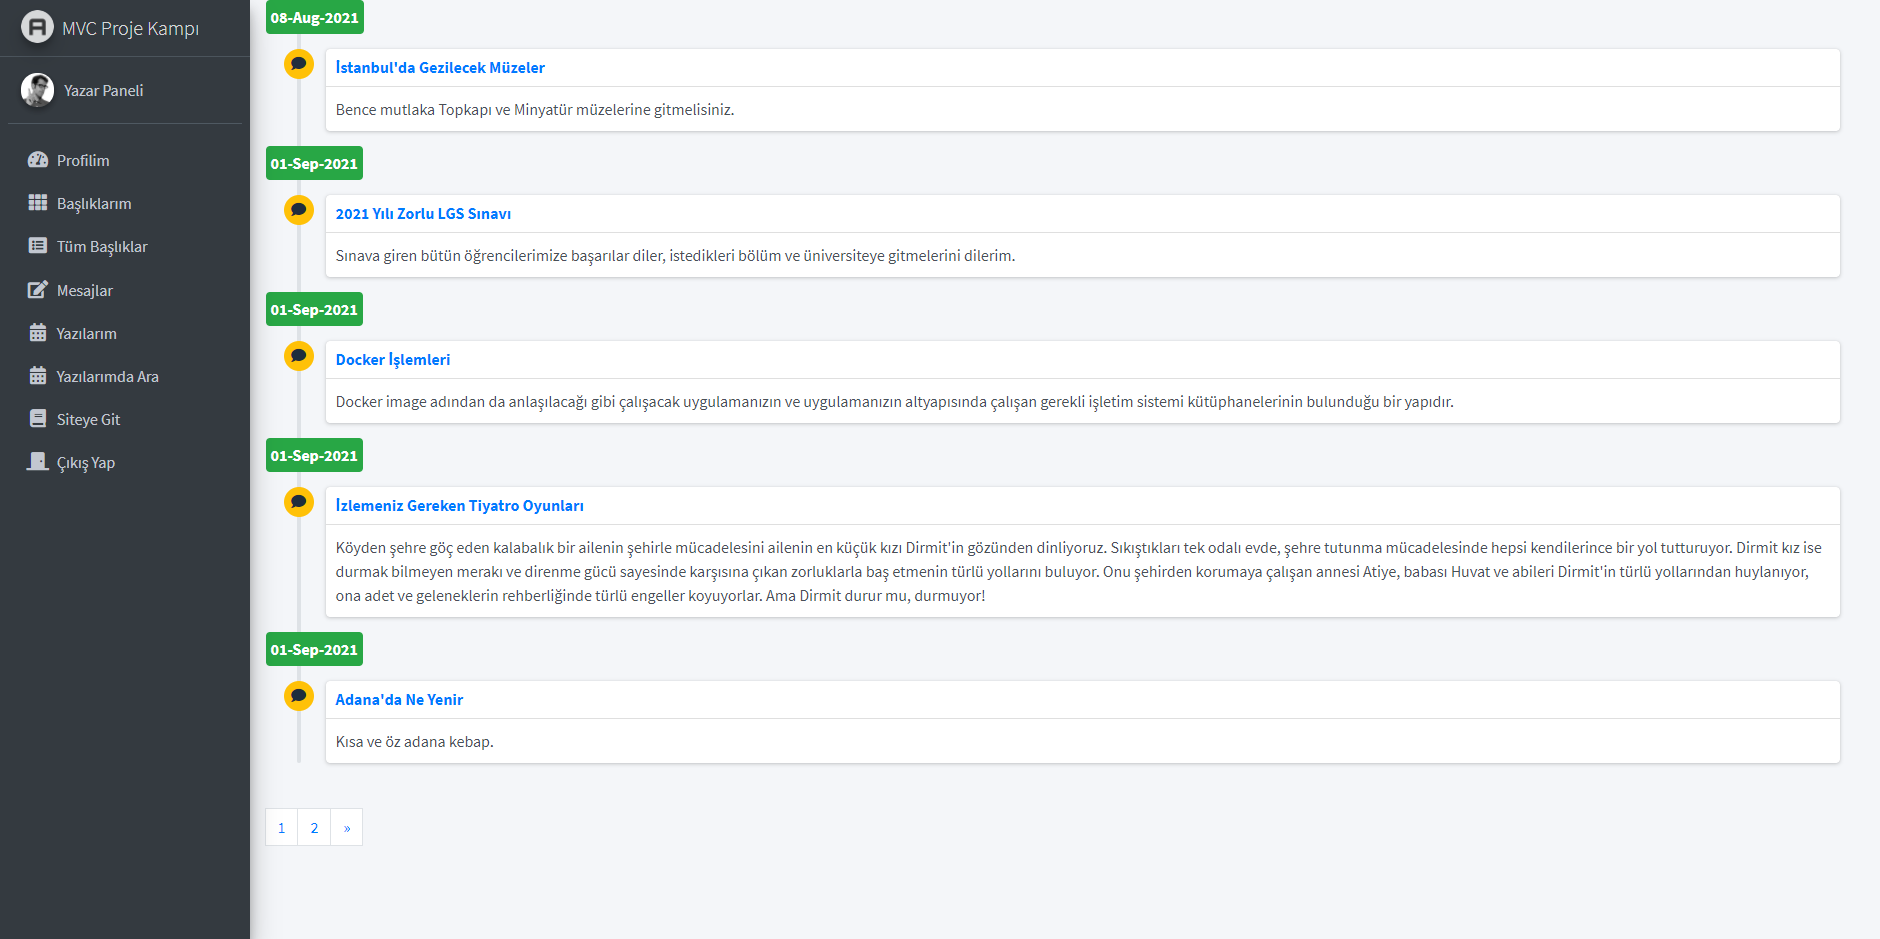 MVC Proje Kampı
Yazar Paneli
Profilim
Başlıklarım
Tüm Başlıklar
Mesajlar
Yazılarım
Yazılarımda Ara
Siteye Git
Çıkış Yap
08-Aug-2021
İstanbul'da Gezilecek Müzeler
Bence mutlaka Topkapı ve Minyatür müzelerine gitmelisiniz.
01-Sep-2021
2021 Yılı Zorlu LGS Sınavı
Sınava giren bütün öğrencilerimize başarılar diler, istedikleri bölüm ve üniversiteye gitmelerini dilerim.
01-Sep-2021
Docker İşlemleri
Docker image adından da anlaşılacağı gibi çalışacak uygulamanızın ve uygulamanızın altyapısında çalışan gerekli işletim sistemi kütüphanelerinin bulunduğu bir yapıdır.
01-Sep-2021
İzlemeniz Gereken Tiyatro Oyunları
Köyden şehre göç eden kalabalık bir ailenin şehirle mücadelesini ailenin en küçük kızı Dirmit'in gözünden dinliyoruz. Sıkıştıkları tek odalı evde, şehre tutunma mücadelesinde hepsi kendilerince bir yol tutturuyor. Dirmit kız ise
durmak bilmeyen merakı ve direnme gücü sayesinde karşısına çıkan zorluklarla baş etmenin türlü yollarını buluyor. Onu şehirden korumaya çalışan annesi Atiye, babası Huvat ve abileri Dirmit'in türlü yollarından huylanıyor,
ona adet ve geleneklerin rehberliğinde türlü engeller koyuyorlar. Ama Dirmit durur mu, durmuyor!
01-Sep-2021
Adana'da Ne Yenir
Kısa ve öz adana kebap.
1 2 »